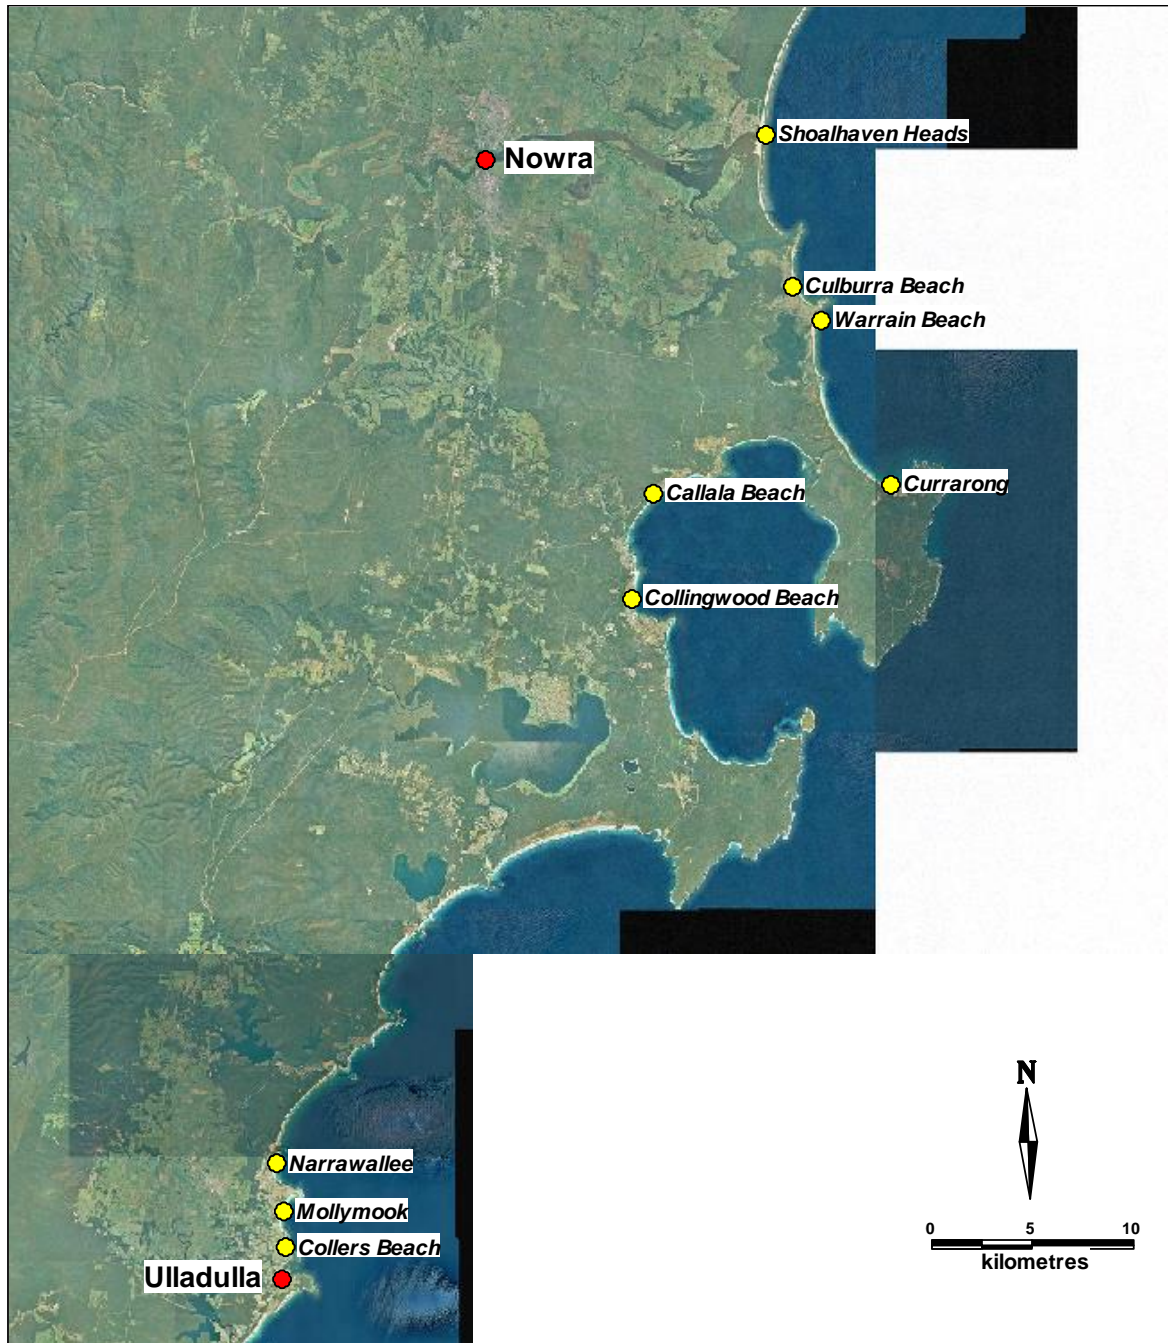 Shoalhaven Heads
Nowra
Culburra Beach
Warrain Beach
Currarong
Callala Beach
Collingwood Beach
N
Narrawallee
Mollymook
Collers Beach
Ulladulla
0 5 10
kilometres